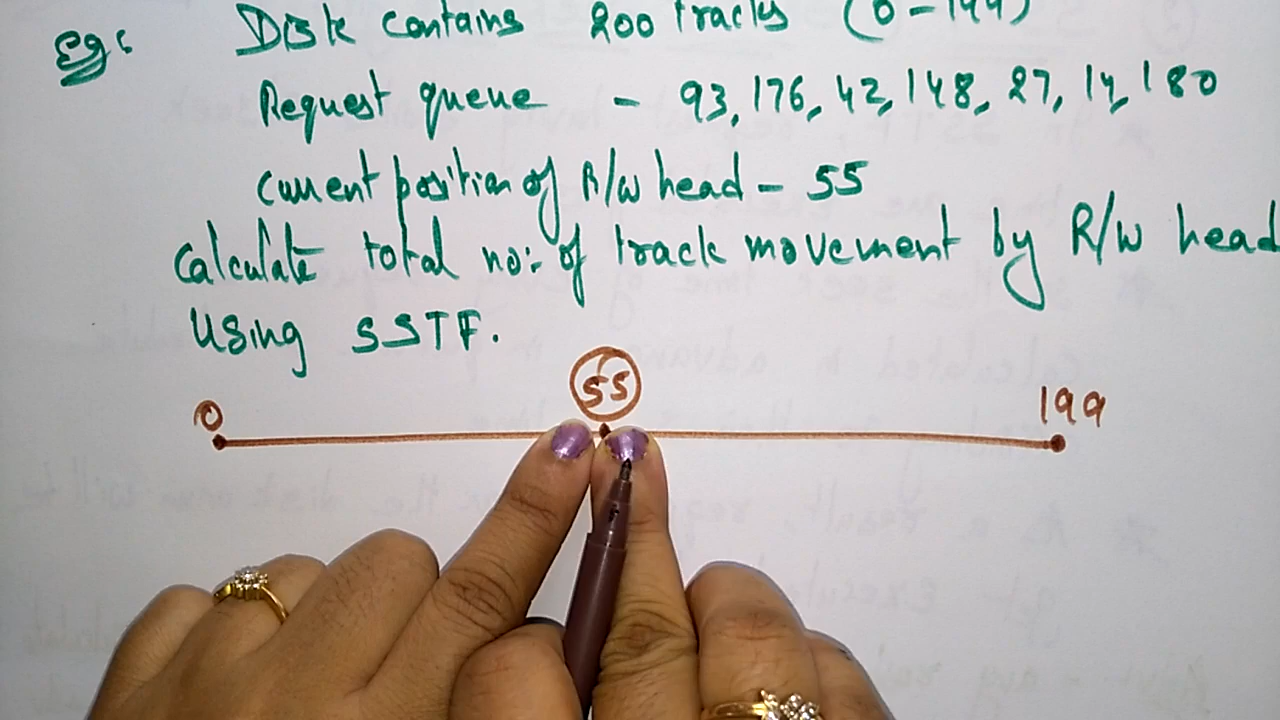 Eg: Disk contains 200 tracks (0-199)
Request queue - 93, 176, 42, 148, 27, 14, 180
Current position of R/W head - 55
Calculate total no: of track movement by R/W head
Using SSTF.
55
0 199